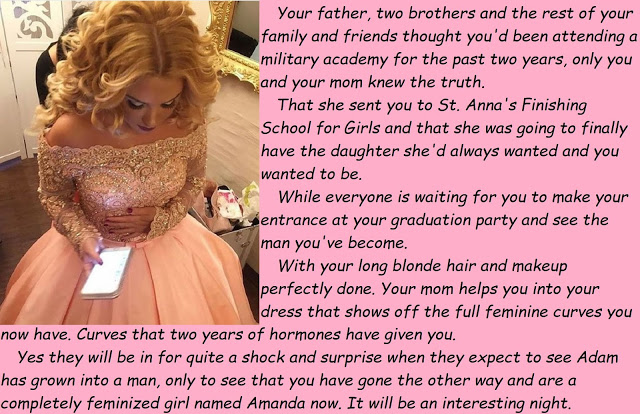 Your father, two brothers and the rest of your
family and friends thought you'd been attending a
military academy for the past two years, only you
and your mom knew the truth.
That she sent you to St. Anna's Finishing
School for Girls and that she was going to finally
have the daughter she'd always wanted and you
wanted to be.
While everyone is waiting for you to make your
entrance at your graduation party and see the
man you've become.
With your long blonde hair and makeup
perfectly done. Your mom helps you into your
dress that shows off the full feminine curves you
now have. Curves that two years of hormones have given you.
Yes they will be in for quite a shock and surprise when they expect to see Adam
has grown into a man, only to see that you have gone the other way and are a
completely feminized girl named Amanda now. It will be an interesting night.